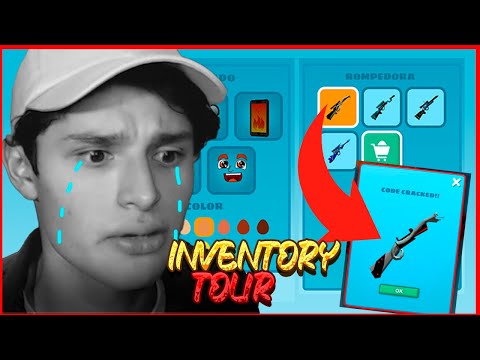 ROMPEDORA
COLOR
CODE CRACKED!!
OK
INVENTORY
TOUR